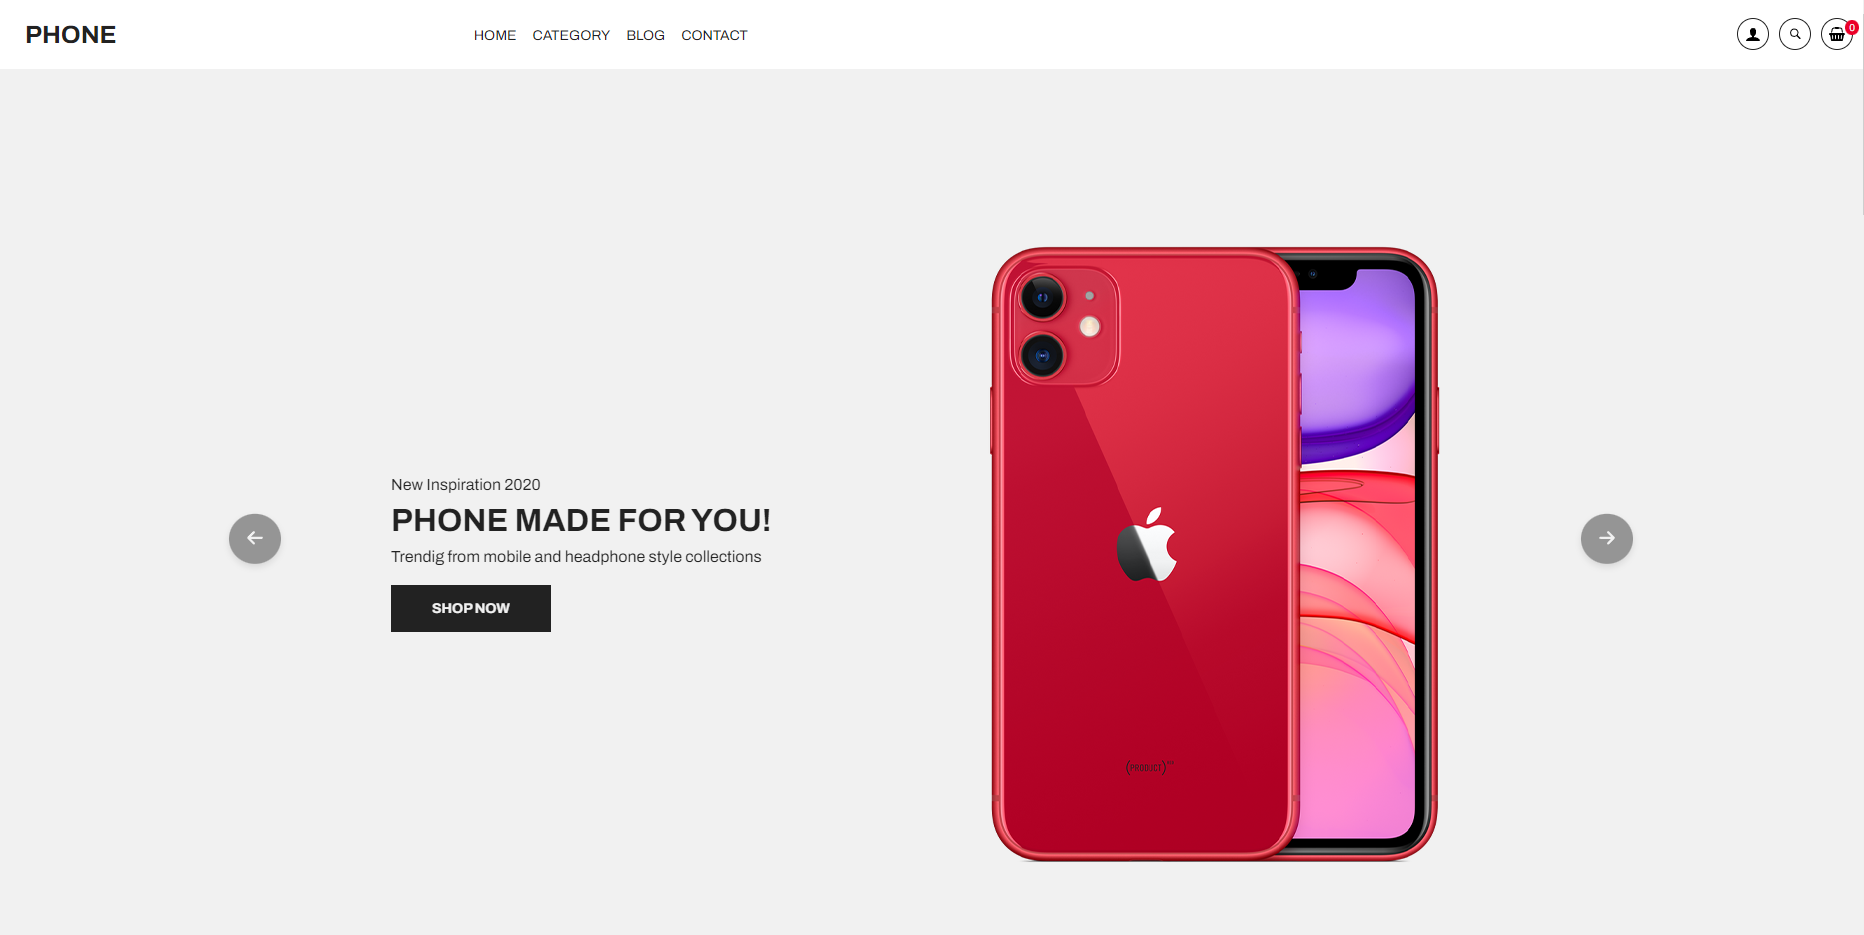 PHONE
HOME CATEGORY BLOG CONTACT
0
New Inspiration 2020
PHONE MADE FOR YOU!
Trendig from mobile and headphone style collections
SHOP NOW
(PRODUCT)